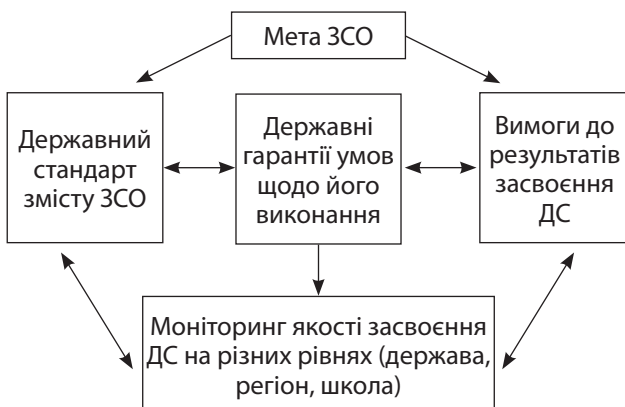 Мета ЗСО
Державний
стандарт
змісту ЗСО
Державні
гарантії умов
щодо його
виконання
Вимоги до
результатів
засвоєння
ДС
Моніторинг якості засвоєння
ДС на різних рівнях (держава,
регіон, школа)